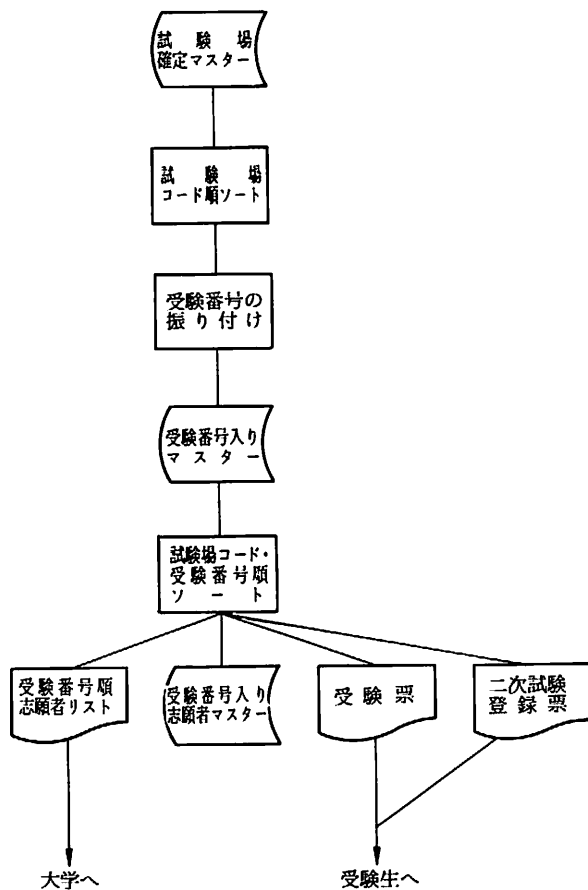 試験場
確定マスター
試験場
コード順ソート
受験番号の
振り付け
受験番号入り
マスター
試験場コード・
受験番号順
ソート
受験番号順
志願者リスト
受験番号入り
志願者マスター
受験票
二次試験
登録票
大学へ
受験生へ